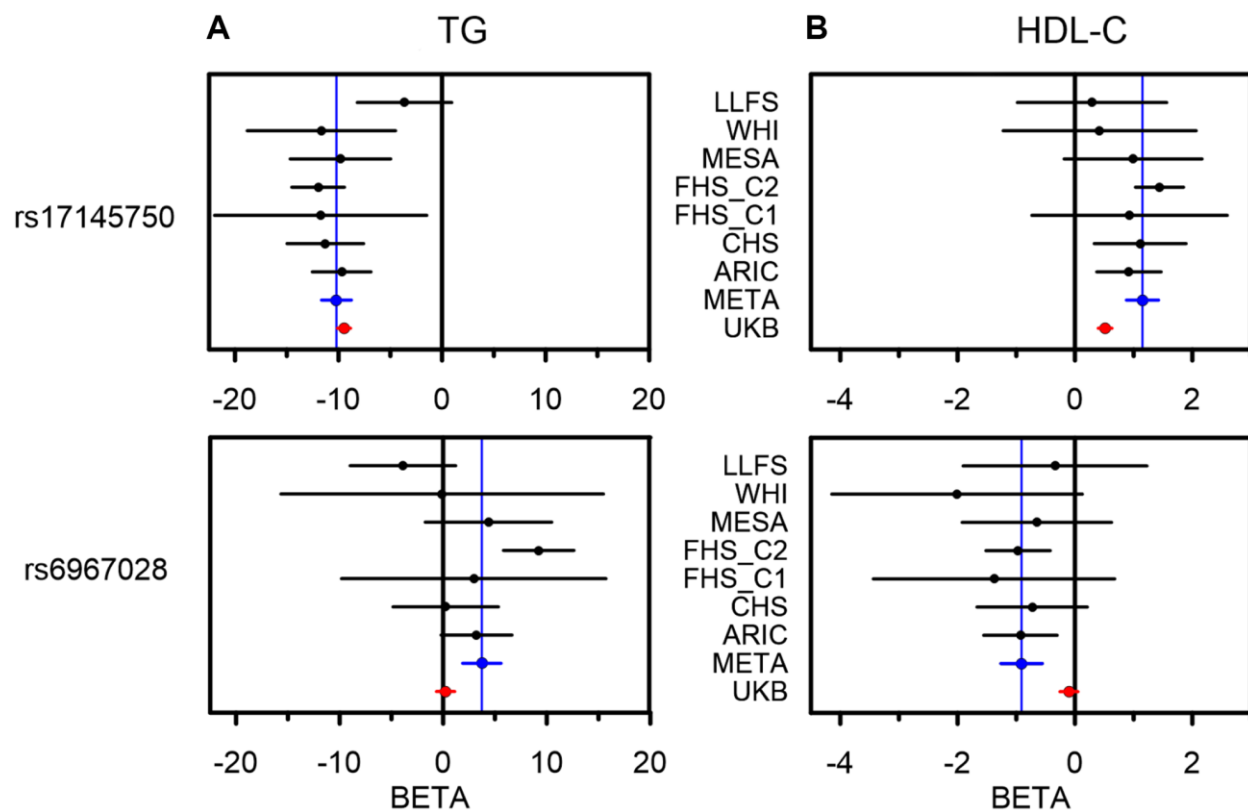 A TG B HDL-C
rs17145750
LLFS
WHI
MESA
FHS_C2
FHS_C1
CHS
ARIC
META
UKB
-20 -10 0 10 20 -4 -2 0 2
rs6967028
LLFS
WHI
MESA
FHS_C2
FHS_C1
CHS
ARIC
META
UKB
-20 -10 0 10 20 -4 -2 0 2
BETA BETA